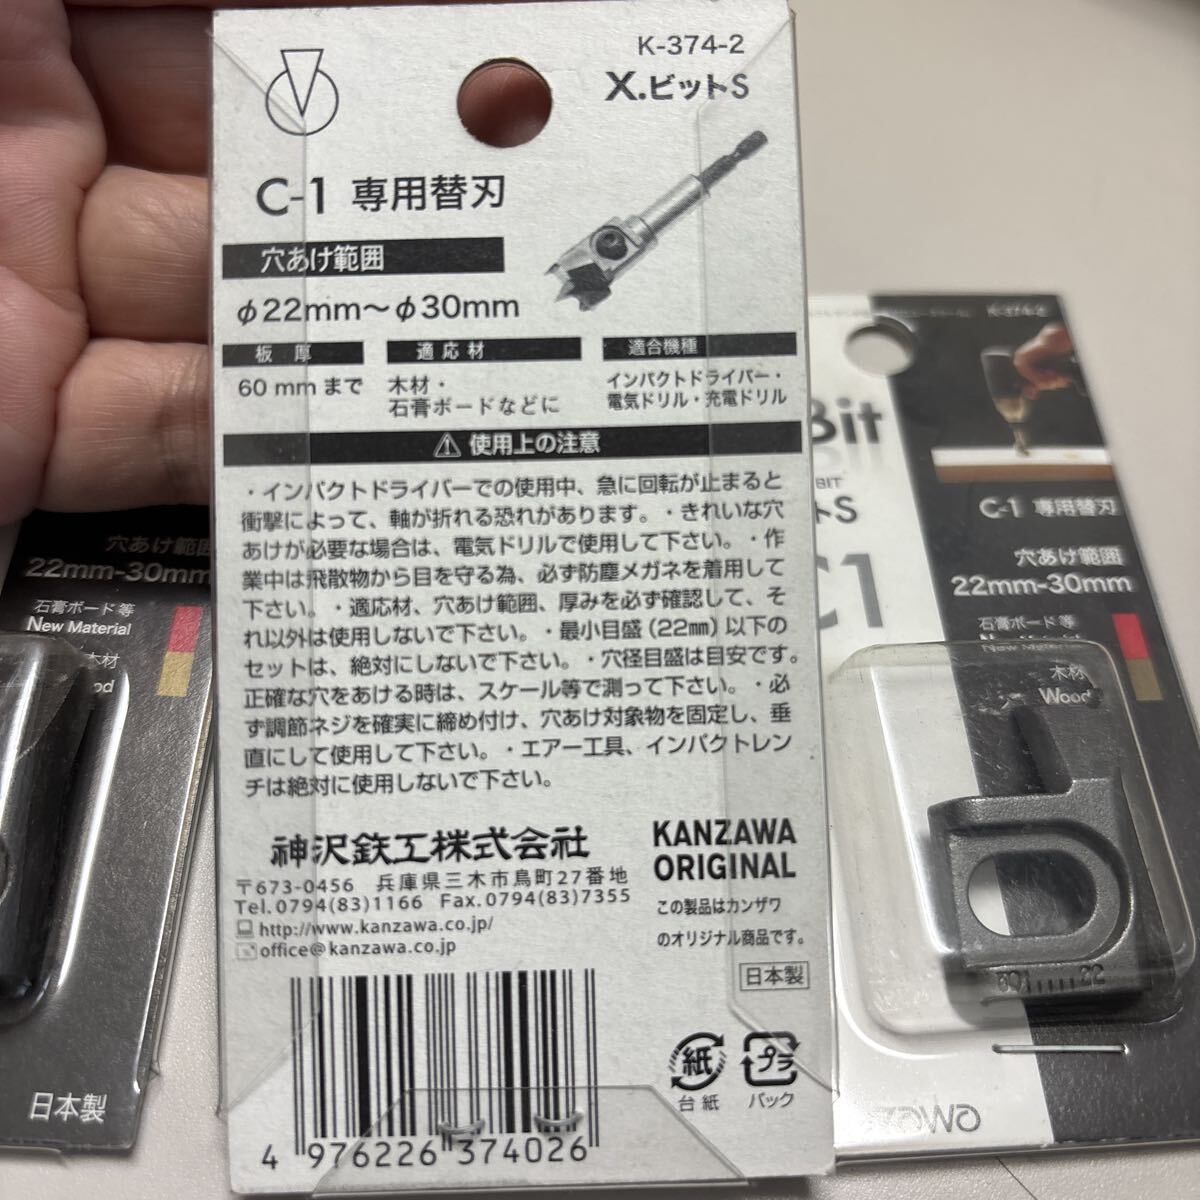 K-374-2
X.ビットS
C-1 専用替刃
穴あけ範囲
φ22mm〜φ30mm
板 厚
適 応 材
適合機種
60 mm まで
木材・
石膏ボードなどに
インパクトドライバー・
電気ドリル・充電ドリル
⚠ 使用上の注意
・インパクトドライバーでの使用中、急に回転が止まると
衝撃によって、軸が折れる恐れがあります。・きれいな穴
あけが必要な場合は、電気ドリルで使用して下さい。・作
業中は飛散物から目を守る為、必ず防塵メガネを着用して
下さい。・適応材、穴あけ範囲、厚みを必ず確認して、そ
れ以外は使用しないで下さい。・最小目盛(22㎜)以下の
セットは、絶対にしないで下さい。・穴径目盛は目安です。
正確な穴をあける時は、スケール等で測って下さい。・必
ず調節ネジを確実に締め付け、穴あけ対象物を固定し、垂
直にして使用して下さい。・エアー工具、インパクトレン
チは絶対に使用しないで下さい。
神沢鉄工株式会社
〒673-0456 兵庫県三木市鳥町27番地
Tel.0794(83)1166 Fax.0794(83)7355
http://www.kanzawa.co.jp/
office@kanzawa.co.jp
KANZAWA
ORIGINAL
この製品はカンザワ
のオリジナル商品です。
日本製
紙
台 紙
プラ
パック
4 976226 374026
穴あけ範囲
22mm-30mm
石膏ボード等
New Material
木材
od
日本製
K-374-2
Bit
BIT
トS
C1
C-1 専用替刃
穴あけ範囲
22mm-30mm
石膏ボード等
New Material
木材
Wood
30 22